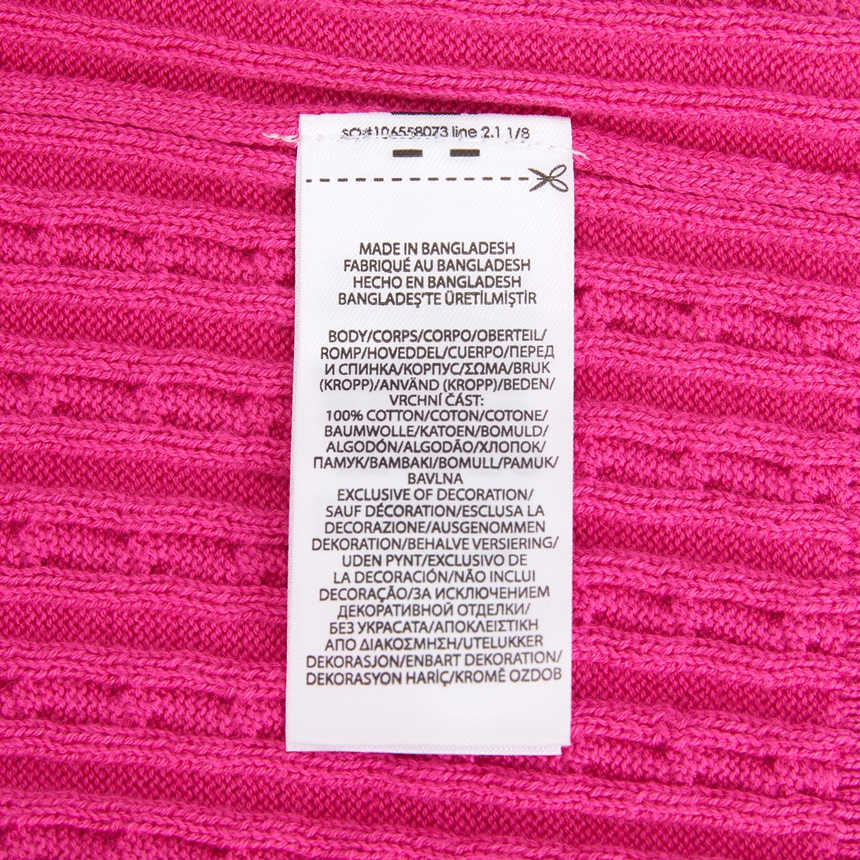 SO#106558073 line 2.1 1/8
MADE IN BANGLADESH
FABRIQUÉ AU BANGLADESH
HECHO EN BANGLADESH
BANGLADEŞ'TE ÜRETİLMİŞTİR
BODY/CORPS/CORPO/OBERTEIL/
ROMP/HOVEDDEL/CUERPO/ПЕРЕД
И СПИНКА/КОРПУС/ΣΩΜΑ/BRUK
(KROPP)/ANVÄND (KROPP)/BEDEN/
VRCHNÍ ČÁST:
100% COTTON/COTON/COTONE/
BAUMWOLLE/KATOEN/BOMULD/
ALGODÓN/ALGODÃO/ХЛОПОК/
ПАМУК/ΒΑΜΒΑΚΙ/BOMULL/PAMUK/
BAVLNA
EXCLUSIVE OF DECORATION/
SAUF DÉCORATION/ESCLUSA LA
DECORAZIONE/AUSGENOMMEN
DEKORATION/BEHALVE VERSIERING/
UDEN PYNT/EXCLUSIVO DE
LA DECORACIÓN/NÃO INCLUI
DECORAÇÃO/ЗА ИСКЛЮЧЕНИЕМ
ДЕКОРАТИВНОЙ ОТДЕЛКИ/
БЕЗ УКРАСАТА/ΑΠΟΚΛΕΙΣΤΙΚΗ
ΑΠΟ ΔΙΑΚΟΣΜΗΣΗ/UTELUKKER
DEKORASJON/ENBART DEKORATION/
DEKORASYON HARİÇ/KROMĚ OZDOB